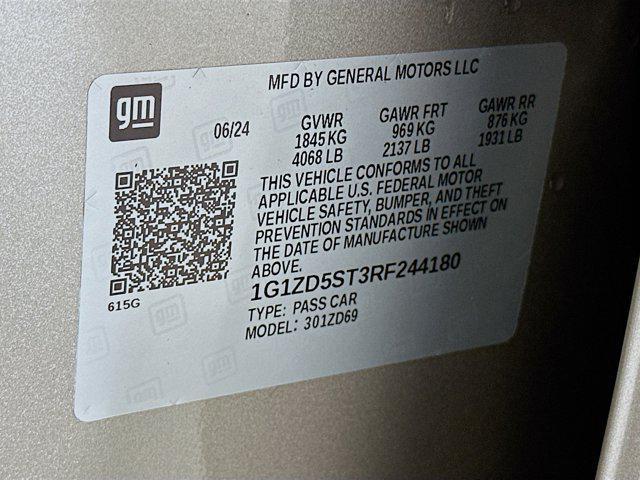 MFD BY GENERAL MOTORS LLC
gm
06/24
GVWR
1845 KG
4068 LB
GAWR FRT
969 KG
2137 LB
GAWR RR
876 KG
1931 LB
THIS VEHICLE CONFORMS TO ALL
APPLICABLE U.S. FEDERAL MOTOR
VEHICLE SAFETY, BUMPER, AND THEFT
PREVENTION STANDARDS IN EFFECT ON
THE DATE OF MANUFACTURE SHOWN
ABOVE.
615G
1G1ZD5ST3RF244180
TYPE: PASS CAR
MODEL: 301ZD69